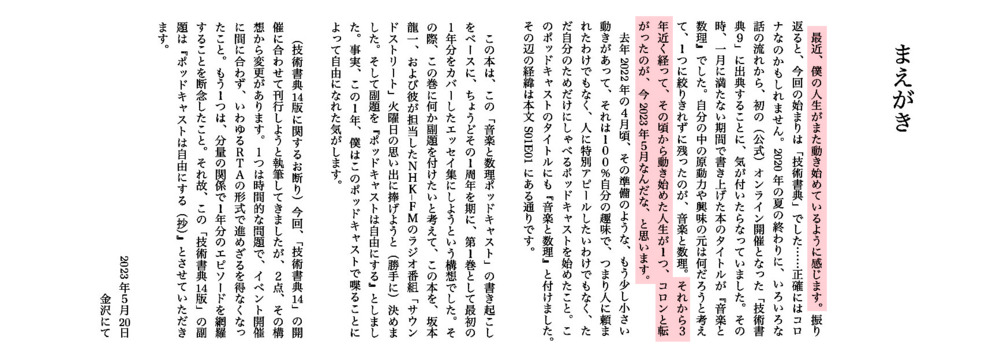 まえがき
最近、僕の人生がまた動き始めているように感じます。振り
返ると、今回の始まりは「技術書典」でした……正確にはコロ
ナなのかもしれません。2020年の夏の終わりに、いろいろな
話の流れから、初の（公式）オンライン開催となった「技術書
典9」に出典することに、気が付いたらなっていました。その
時、一月に満たない期間で書き上げた本のタイトルが『音楽と
数理』でした。自分の中の原動力や興味の元は何だろうと考え
て、1つに絞りきれずに残ったのが、音楽と数理。それから3
年近く経って、その頃から動き始めた人生が1つ、コロンと転
がったのが、今2023年5月なんだな、と思います。
去年2022年の4月頃、その準備のような、もう少し小さい
動きがあって、それは100％自分の趣味で、つまり人に頼ま
れたわけでもなく、人に特別アピールしたいわけでもなく、た
だ自分のためだけにしゃべるポッドキャストを始めたこと。こ
のポッドキャストのタイトルにも『音楽と数理』と付けました。
その辺の経緯は本文S01E01にある通りです。
この本は、この「音楽と数理ポッドキャスト」の書き起こし
をベースに、ちょうどその1周年を期に、第1巻として最初の
1年分をカバーしたエッセイ集にしようという構想でした。そ
の際、この巻に何か副題を付けたいと考えて、この本を、坂本
龍一、および彼が担当したNHK-FMのラジオ番組「サウン
ドストリート」火曜日の思い出に捧げようと（勝手に）決めま
した。そして副題を『ポッドキャストは自由にする』としまし
た。事実、この1年、僕はこのポッドキャストで喋ることに
よって自由になれた気がします。
（技術書典14版に関するお断り）今回、「技術書典14」の開
催に合わせて刊行しようと執筆してきましたが、2点、その構
想から変更があります。1つは時間的な問題で、イベント開催
に間に合わず、いわゆるRTAの形式で進めざるを得なくなっ
たこと。もう1つは、分量の関係で1年分のエピソードを網羅
することを断念したこと。それ故、この「技術書典14版」の副
題は『ポッドキャストは自由にする（抄）』とさせていただき
ます。
2023年5月20日
金沢にて